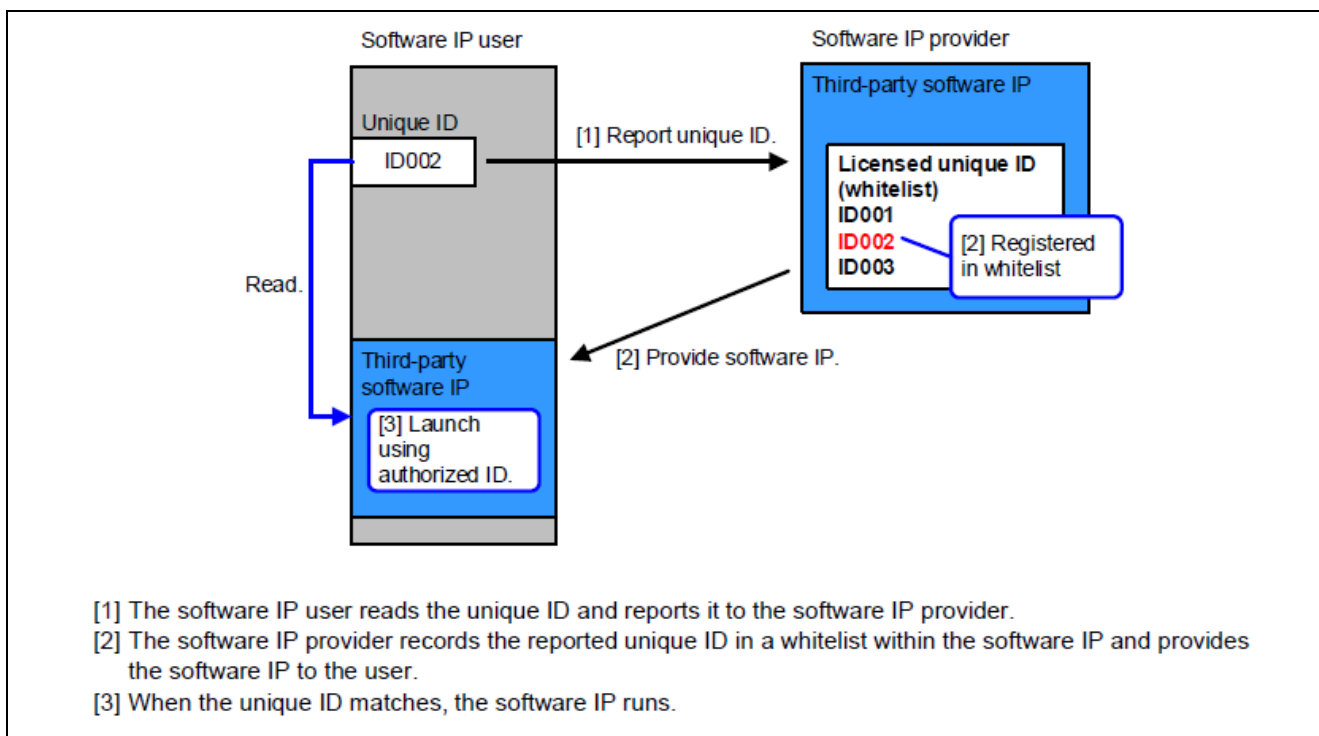 Software IP user
Software IP provider
Third-party software IP
Unique ID
ID002
[1] Report unique ID.
Licensed unique ID
(whitelist)
ID001
ID002
ID003
[2] Registered
in whitelist
Read.
[2] Provide software IP.
Third-party
software IP
[3] Launch
using
authorized ID.
[1] The software IP user reads the unique ID and reports it to the software IP provider.
[2] The software IP provider records the reported unique ID in a whitelist within the software IP and provides
the software IP to the user.
[3] When the unique ID matches, the software IP runs.